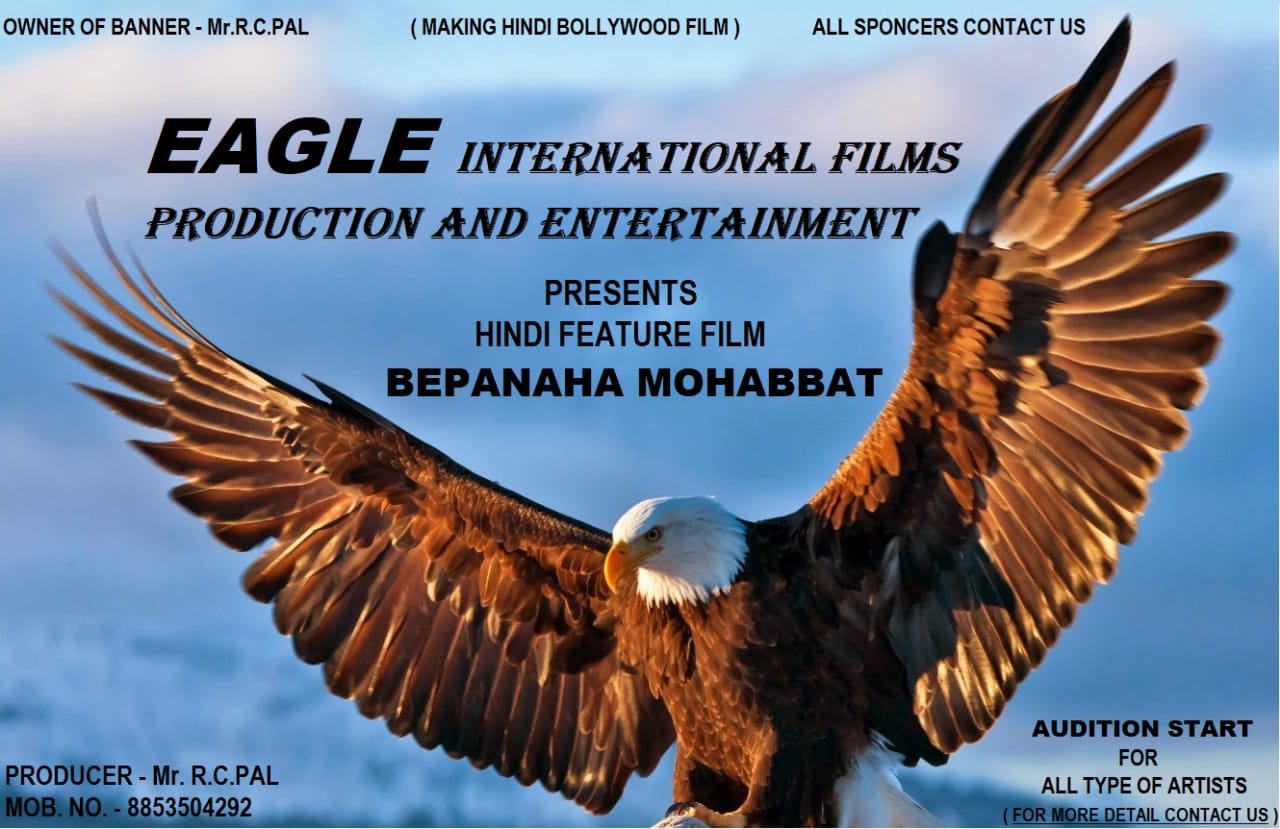 OWNER OF BANNER - Mr.R.C.PAL ( MAKING HINDI BOLLYWOOD FILM ) ALL SPONCERS CONTACT US
EAGLE INTERNATIONAL FILMS
PRODUCTION AND ENTERTAINMENT
PRESENTS
HINDI FEATURE FILM
BEPANAHA MOHABBAT
PRODUCER - Mr. R.C.PAL
MOB. NO. - 8853504292
AUDITION START
FOR
ALL TYPE OF ARTISTS
( FOR MORE DETAIL CONTACT US )